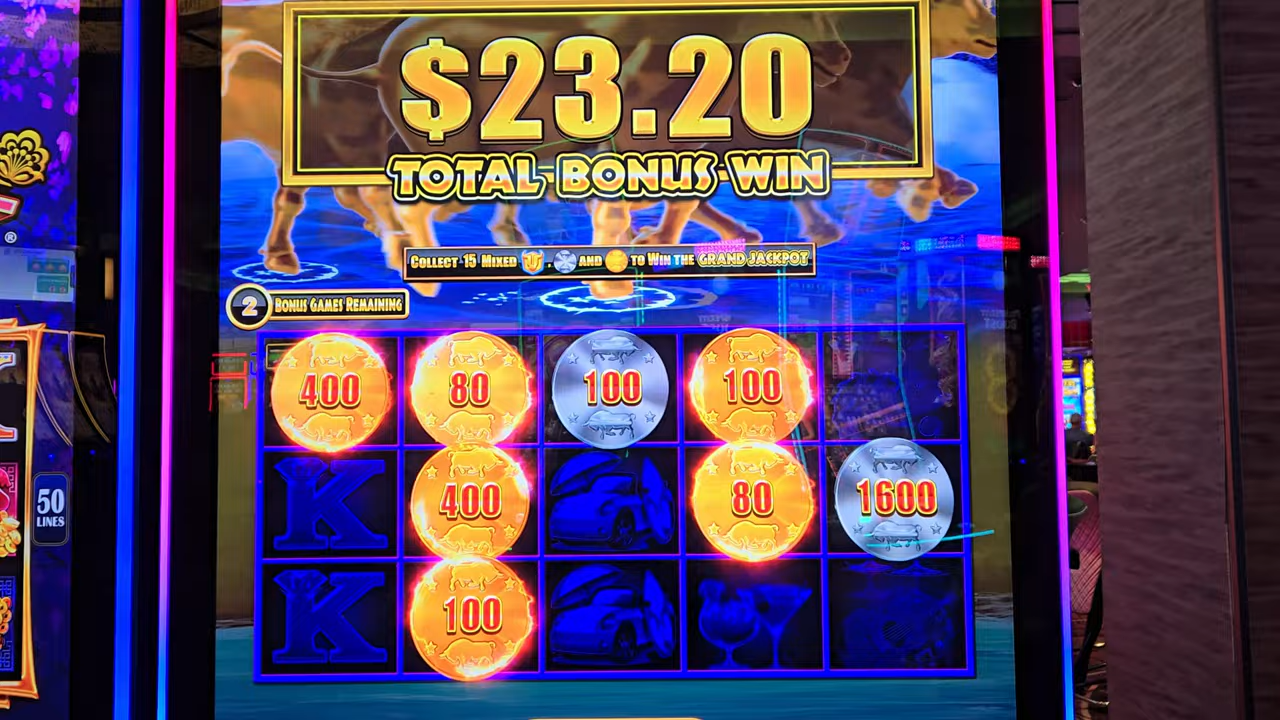 $23.20
TOTAL BONUS WIN
COLLECT 15 MIXED , AND TO WIN THE GRAND JACKPOT
2 BONUS GAMES REMAINING
400 80 100 100
K 400 80 1600
K 100
®
50
LINES